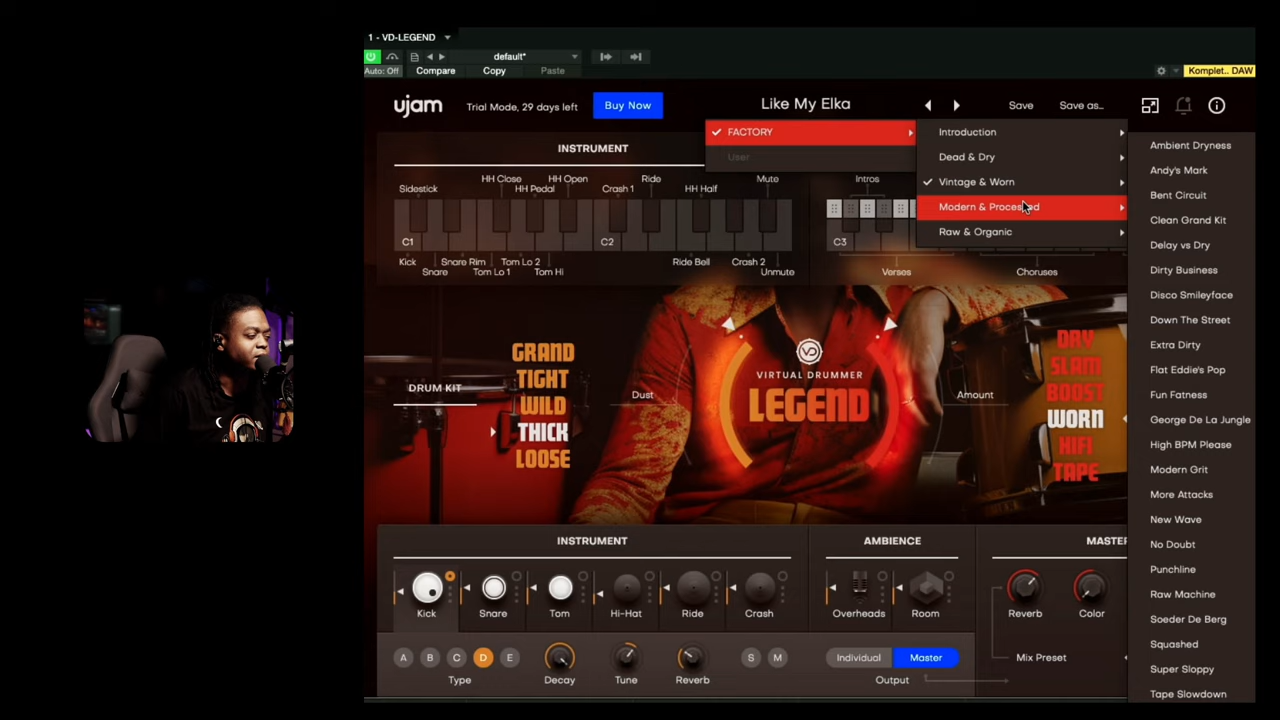 1 - VD-LEGEND
default*
Auto: Off
Compare
Copy
Paste
Komplet.. DAW
ujam
Trial Mode, 29 days left
Buy Now
Like My Elka
Save
Save as...
FACTORY
User
Introduction
Dead & Dry
Vintage & Worn
Modern & Processed
Raw & Organic
Ambient Dryness
Andy's Mark
Bent Circuit
Clean Grand Kit
Delay vs Dry
Dirty Business
Disco Smileyface
Down The Street
Extra Dirty
Flat Eddie's Pop
Fun Fatness
George De La Jungle
High BPM Please
Modern Grit
More Attacks
New Wave
No Doubt
Punchline
Raw Machine
Soeder De Berg
Squashed
Super Sloppy
Tape Slowdown
INSTRUMENT
HH Close
HH Open
Ride
Mute
Sidestick
HH Pedal
Crash 1
HH Half
C1
C2
Kick
Snare Rim
Tom Lo 2
Ride Bell
Crash 2
Snare
Tom Lo 1
Tom Hi
Unmute
Intros
C3
Verses
Choruses
DRUM KIT
GRAND
TIGHT
WILD
THICK
LOOSE
Dust
VD
VIRTUAL DRUMMER
LEGEND
Amount
DRY
SLAM
BOOST
WORN
HIFI
TAPE
INSTRUMENT
Kick
Snare
Tom
Hi-Hat
Ride
Crash
A
B
C
D
E
Type
Decay
Tune
Reverb
S
M
AMBIENCE
Overheads
Room
Individual
Master
Output
MASTER
Reverb
Color
Mix Preset